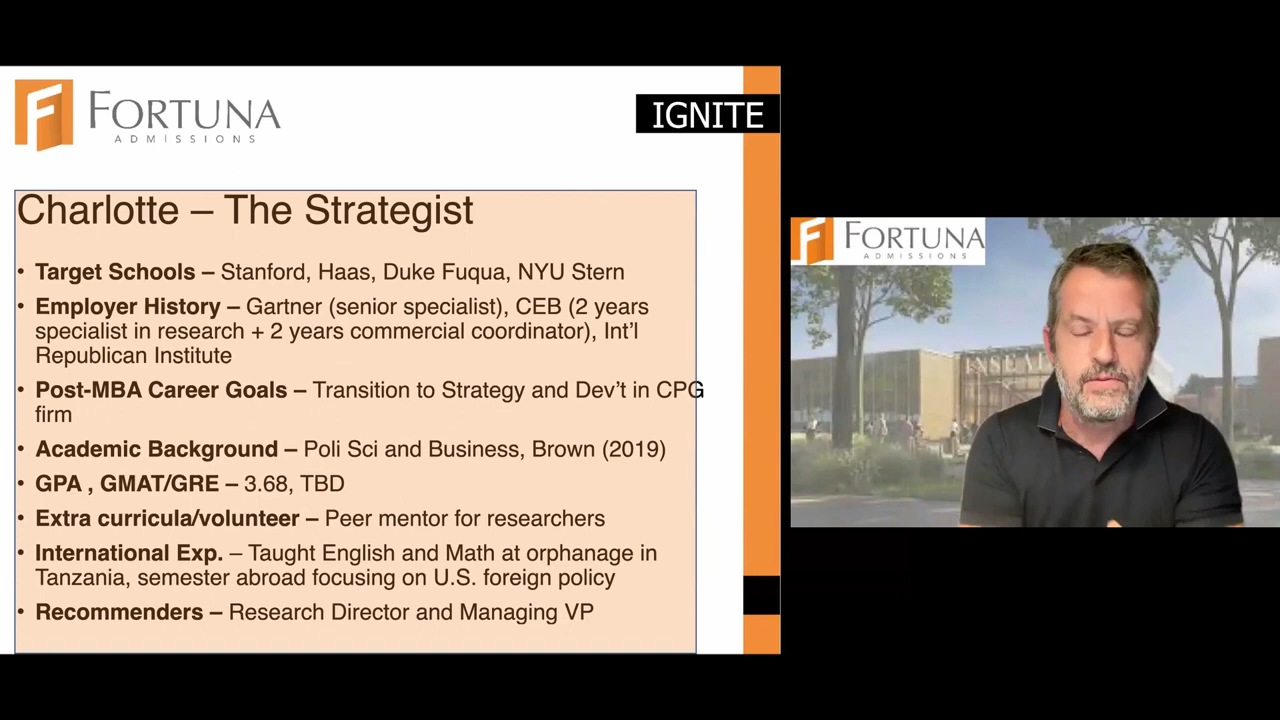 FORTUNA
ADMISSIONS
IGNITE
Charlotte – The Strategist
• Target Schools – Stanford, Haas, Duke Fuqua, NYU Stern
• Employer History – Gartner (senior specialist), CEB (2 years
specialist in research + 2 years commercial coordinator), Int'l
Republican Institute
• Post-MBA Career Goals – Transition to Strategy and Dev't in CPG
firm
• Academic Background – Poli Sci and Business, Brown (2019)
• GPA , GMAT/GRE – 3.68, TBD
• Extra curricula/volunteer – Peer mentor for researchers
• International Exp. – Taught English and Math at orphanage in
Tanzania, semester abroad focusing on U.S. foreign policy
• Recommenders – Research Director and Managing VP
FORTUNA
ADMISSIONS